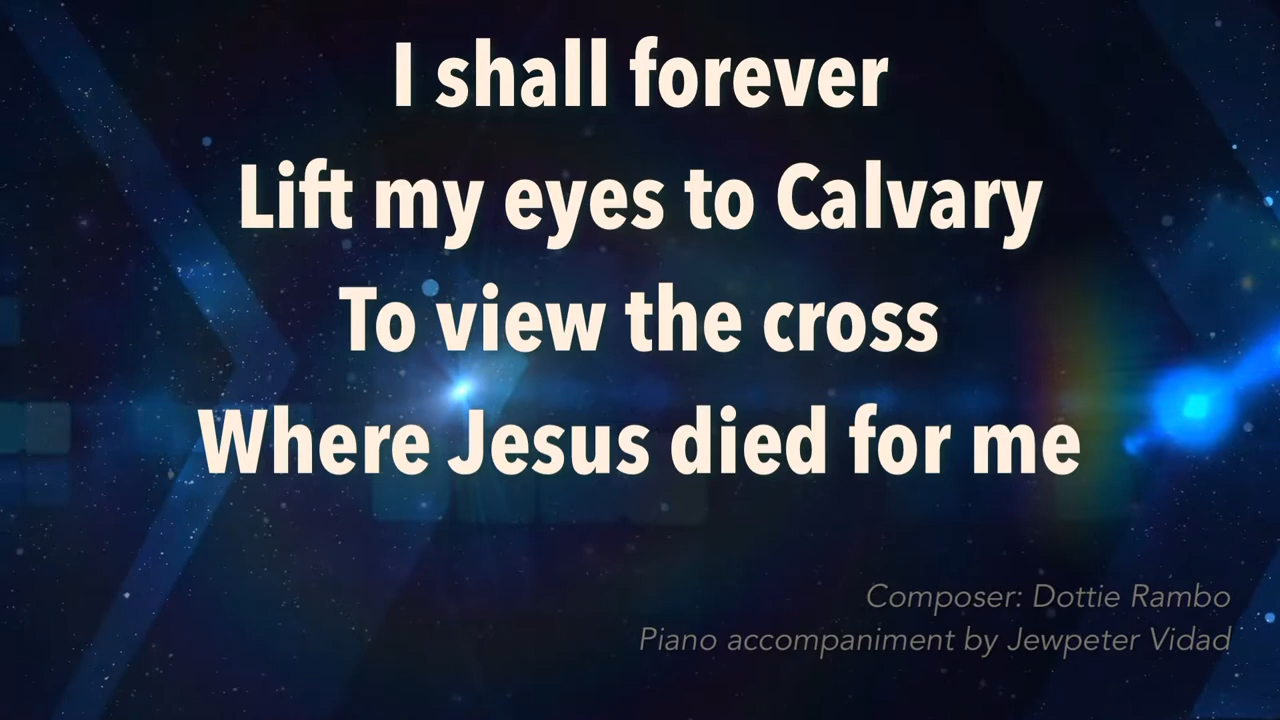 I shall forever
Lift my eyes to Calvary
To view the cross
Where Jesus died for me
Composer: Dottie Rambo
Piano accompaniment by Jewpeter Vidad